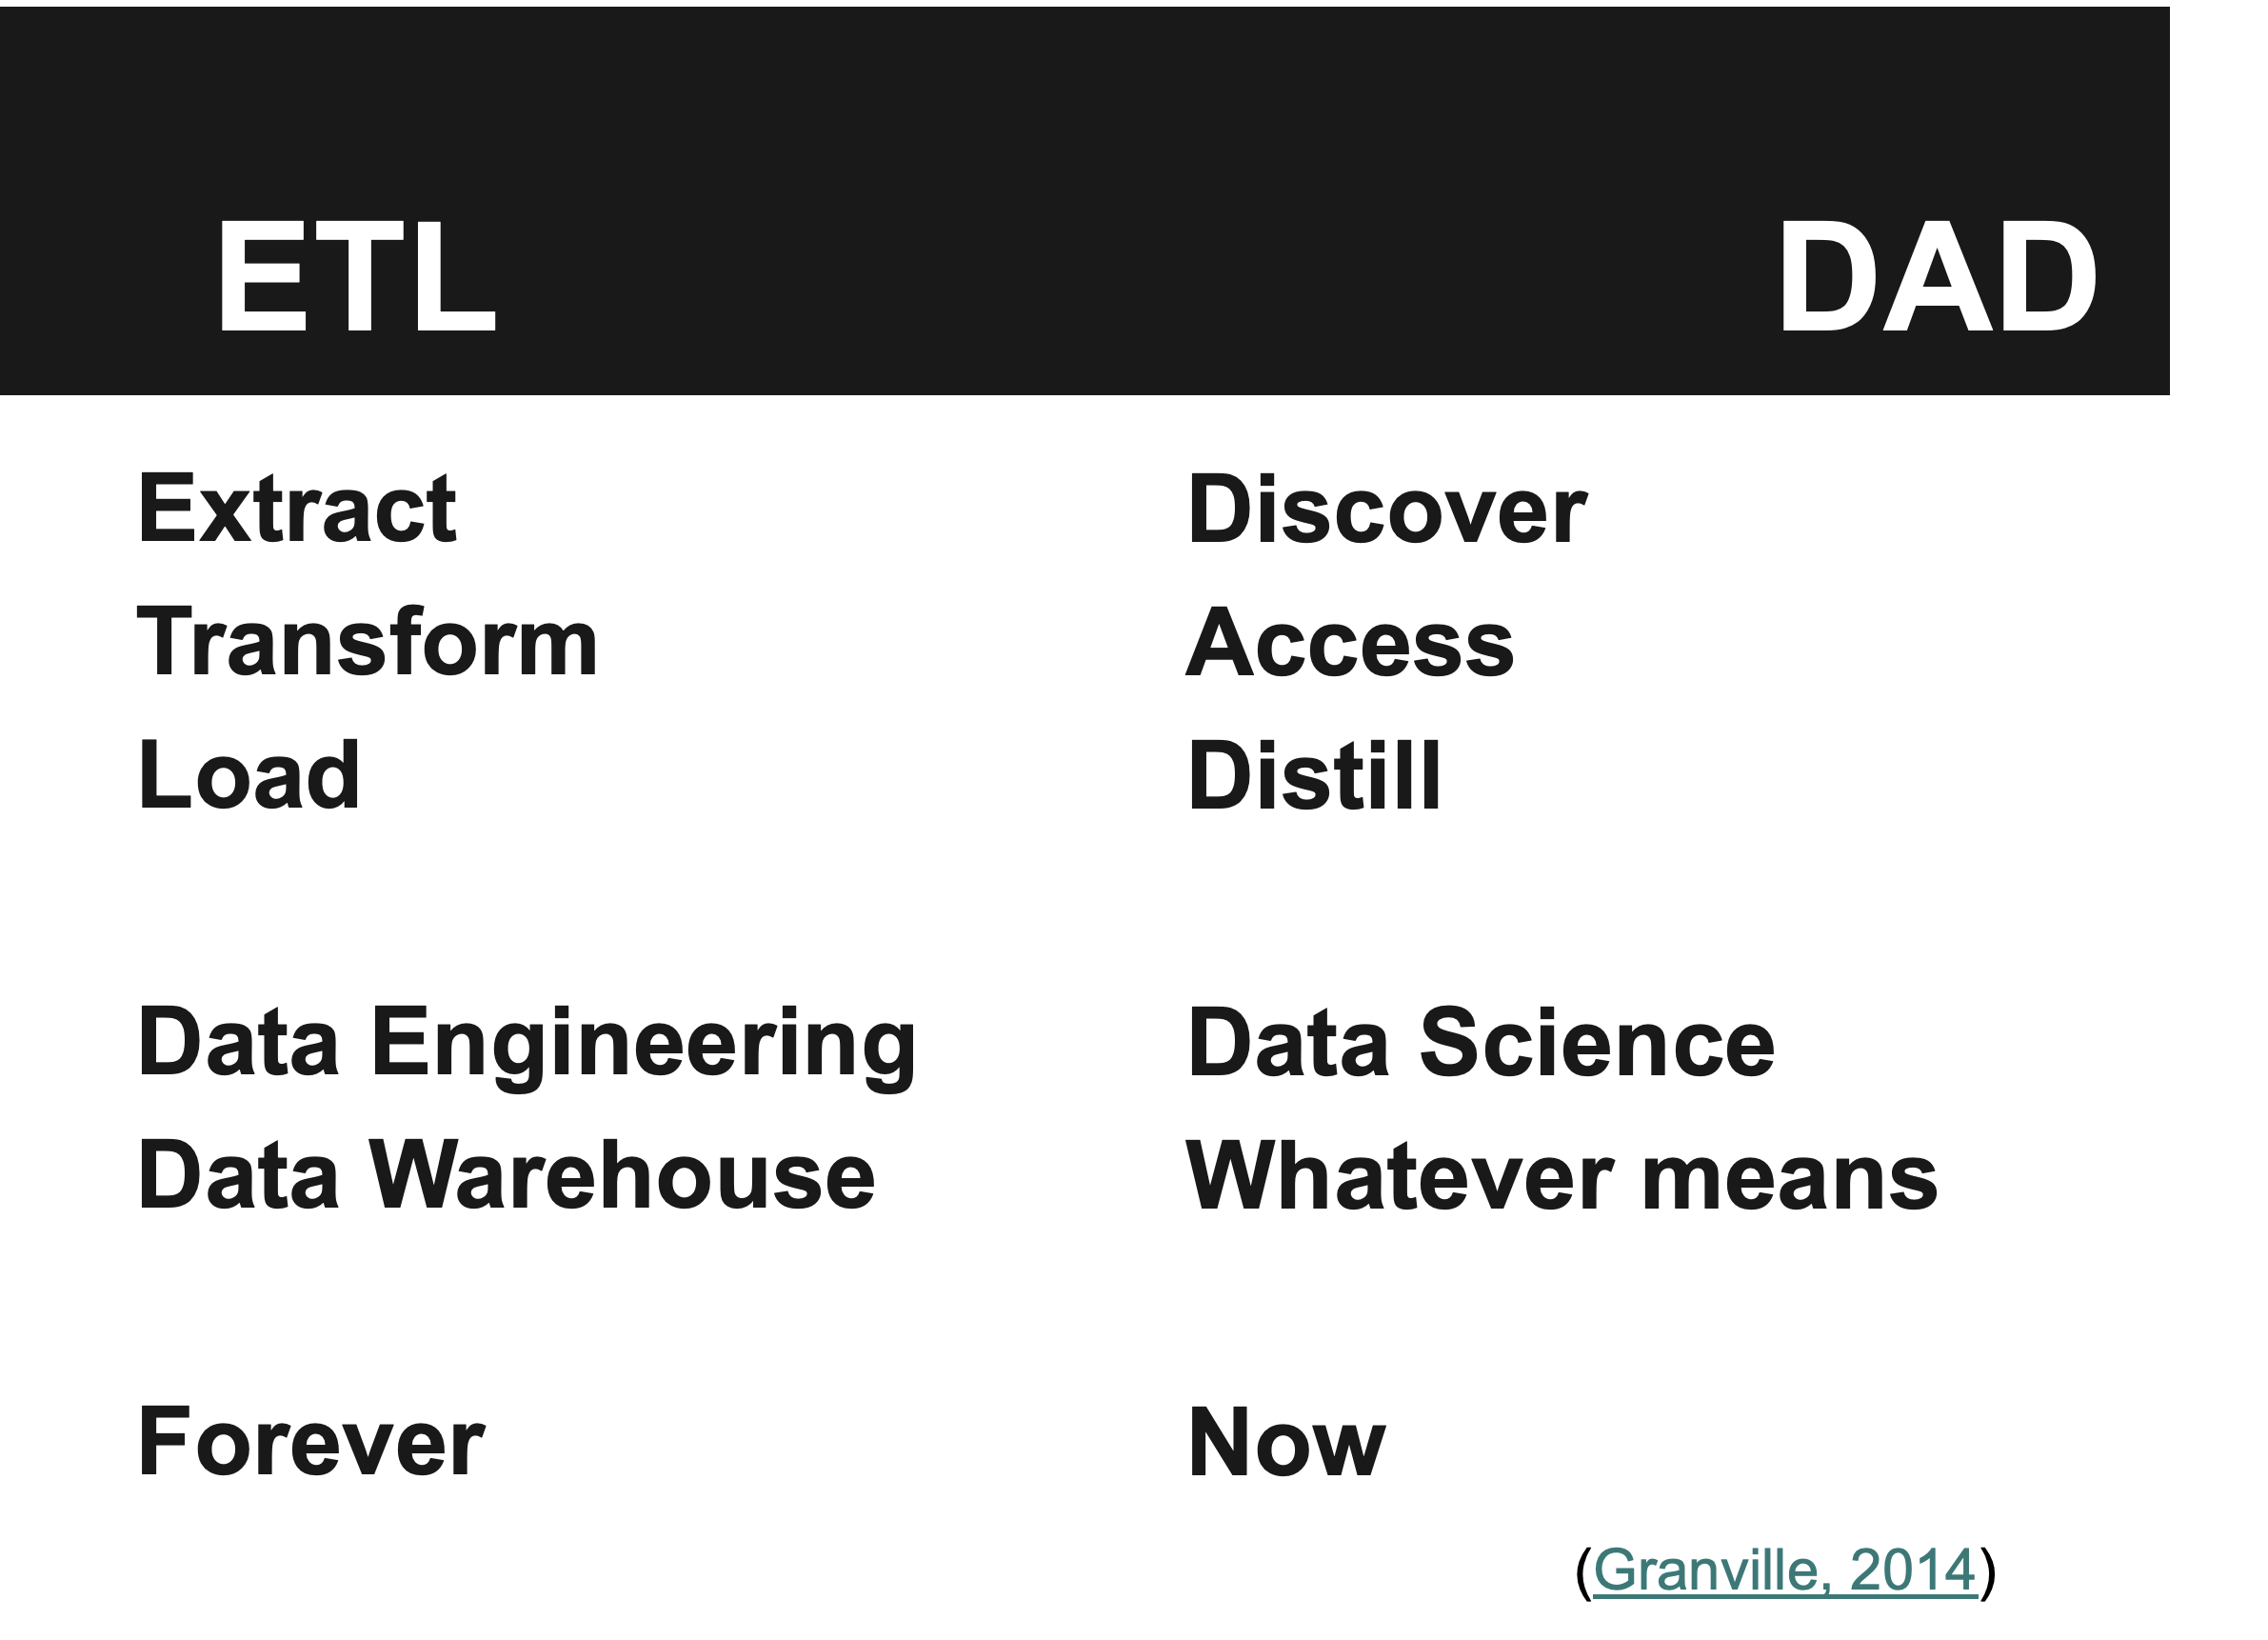 ETL DAD
Extract Discover
Transform Access
Load Distill
Data Engineering Data Science
Data Warehouse Whatever means
Forever Now
(Granville, 2014)